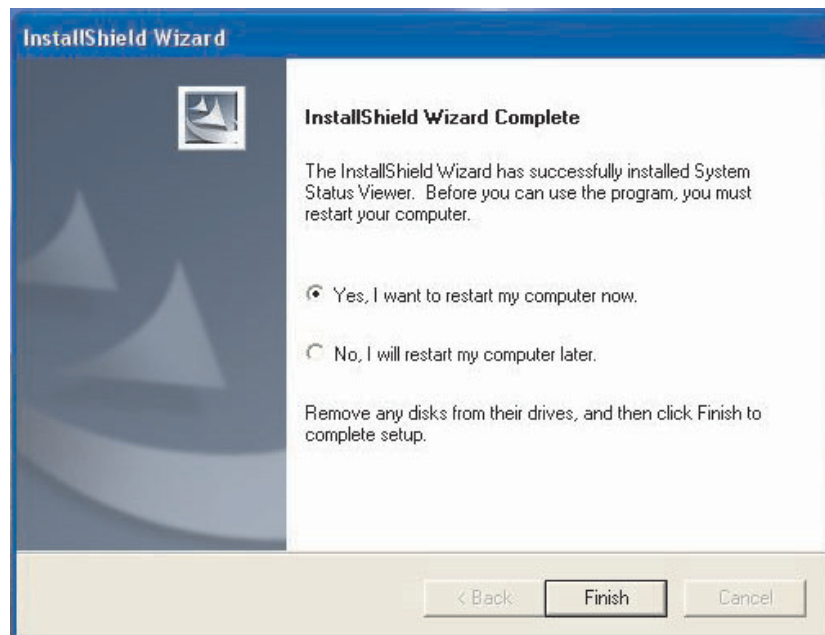 InstallShield Wizard
InstallShield Wizard Complete
The InstallShield Wizard has successfully installed System
Status Viewer. Before you can use the program, you must
restart your computer.
Yes, I want to restart my computer now.
No, I will restart my computer later.
Remove any disks from their drives, and then click Finish to
complete setup.
< Back Finish Cancel